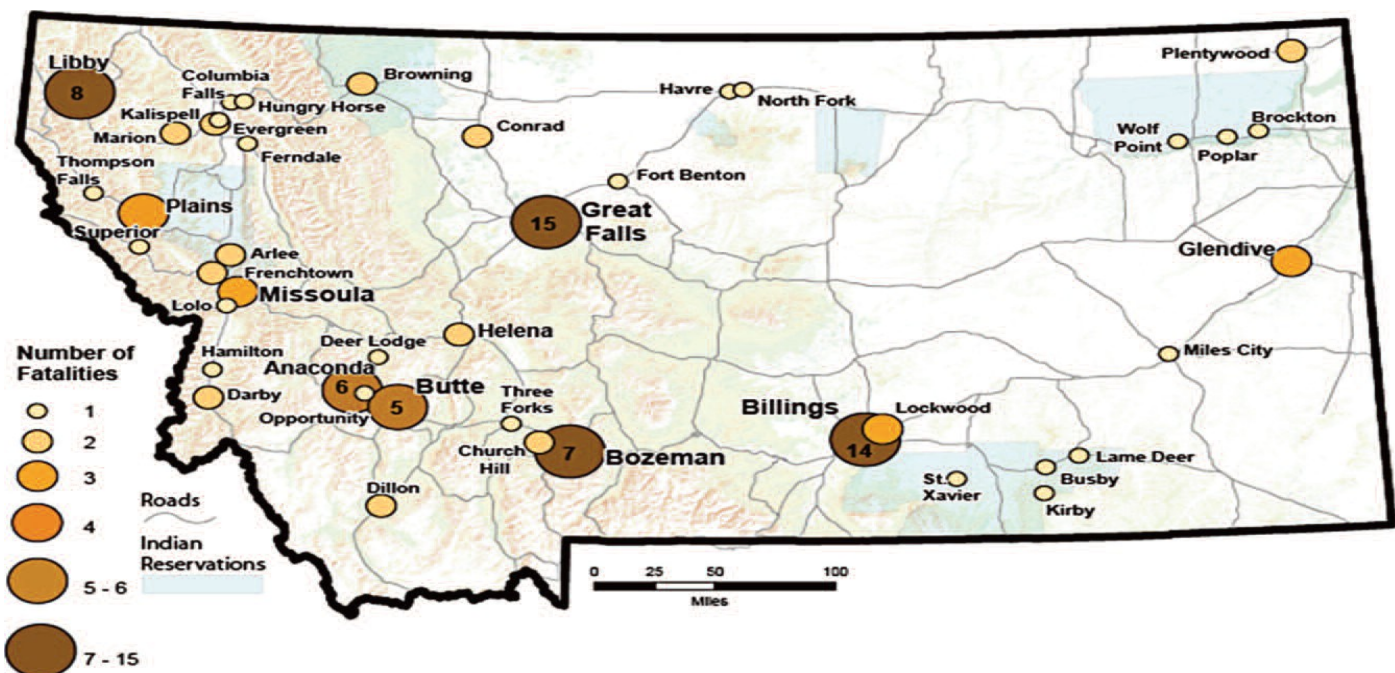 Libby
8
Columbia
Falls
Hungry Horse
Kalispell
Evergreen
Marion
Ferndale
Thompson
Falls
Plains
Superior
Arlee
Frenchtown
Missoula
Lolo
Browning
Conrad
Havre
North Fork
Fort Benton
15
Great
Falls
Plentywood
Wolf
Point
Poplar
Brockton
Glendive
Miles City
Helena
Deer Lodge
Anaconda
6
Butte
5
Opportunity
Hamilton
Darby
Dillon
Three
Forks
Church
Hill
7
Bozeman
Billings
14
Lockwood
St.
Xavier
Lame Deer
Busby
Kirby
Number of
Fatalities
1
2
3
4
5 - 6
7 - 15
Roads
Indian
Reservations
0 25 50 100
Miles